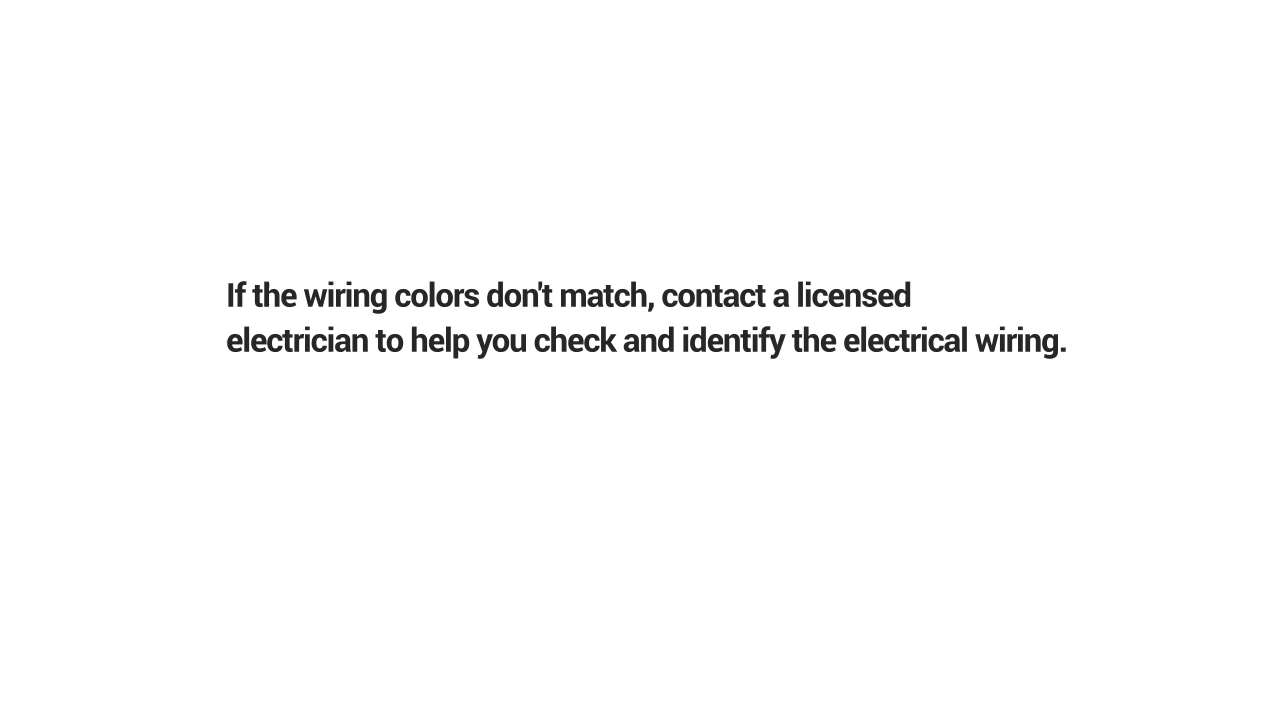 If the wiring colors don't match, contact a licensed
electrician to help you check and identify the electrical wiring.